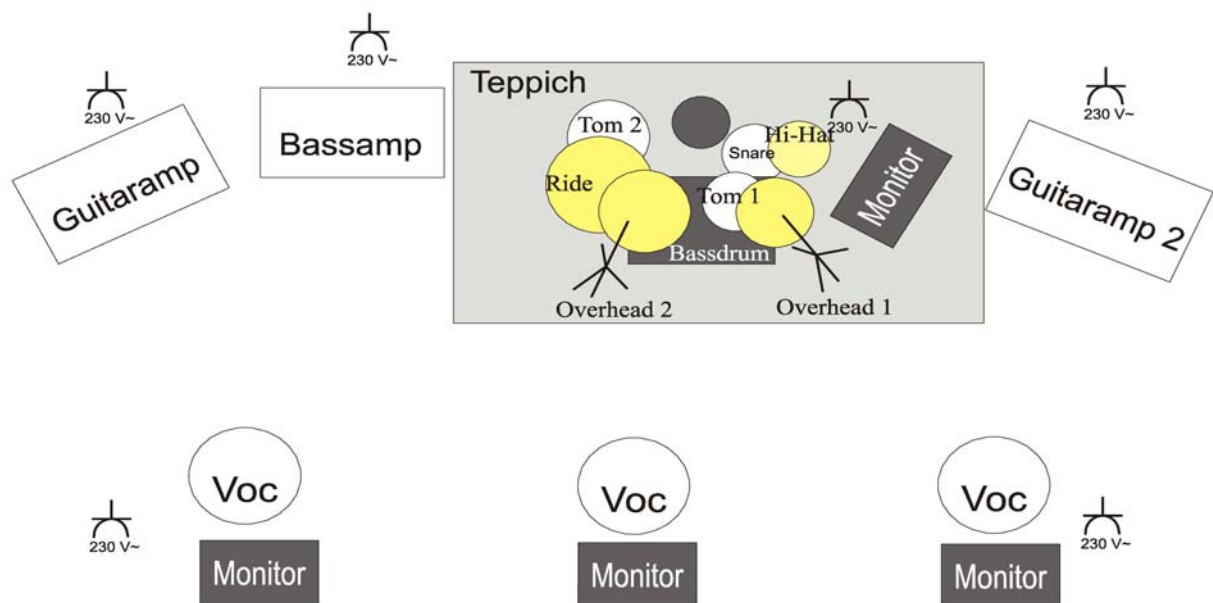 230 V~
230 V~
Teppich
230 V~
230 V~
Guitaramp
Bassamp
Tom 2
Hi-Hat
Snare
Ride
Tom 1
Monitor
Guitaramp 2
Bassdrum
Overhead 2
Overhead 1
Voc
Voc
Voc
230 V~
230 V~
Monitor
Monitor
Monitor